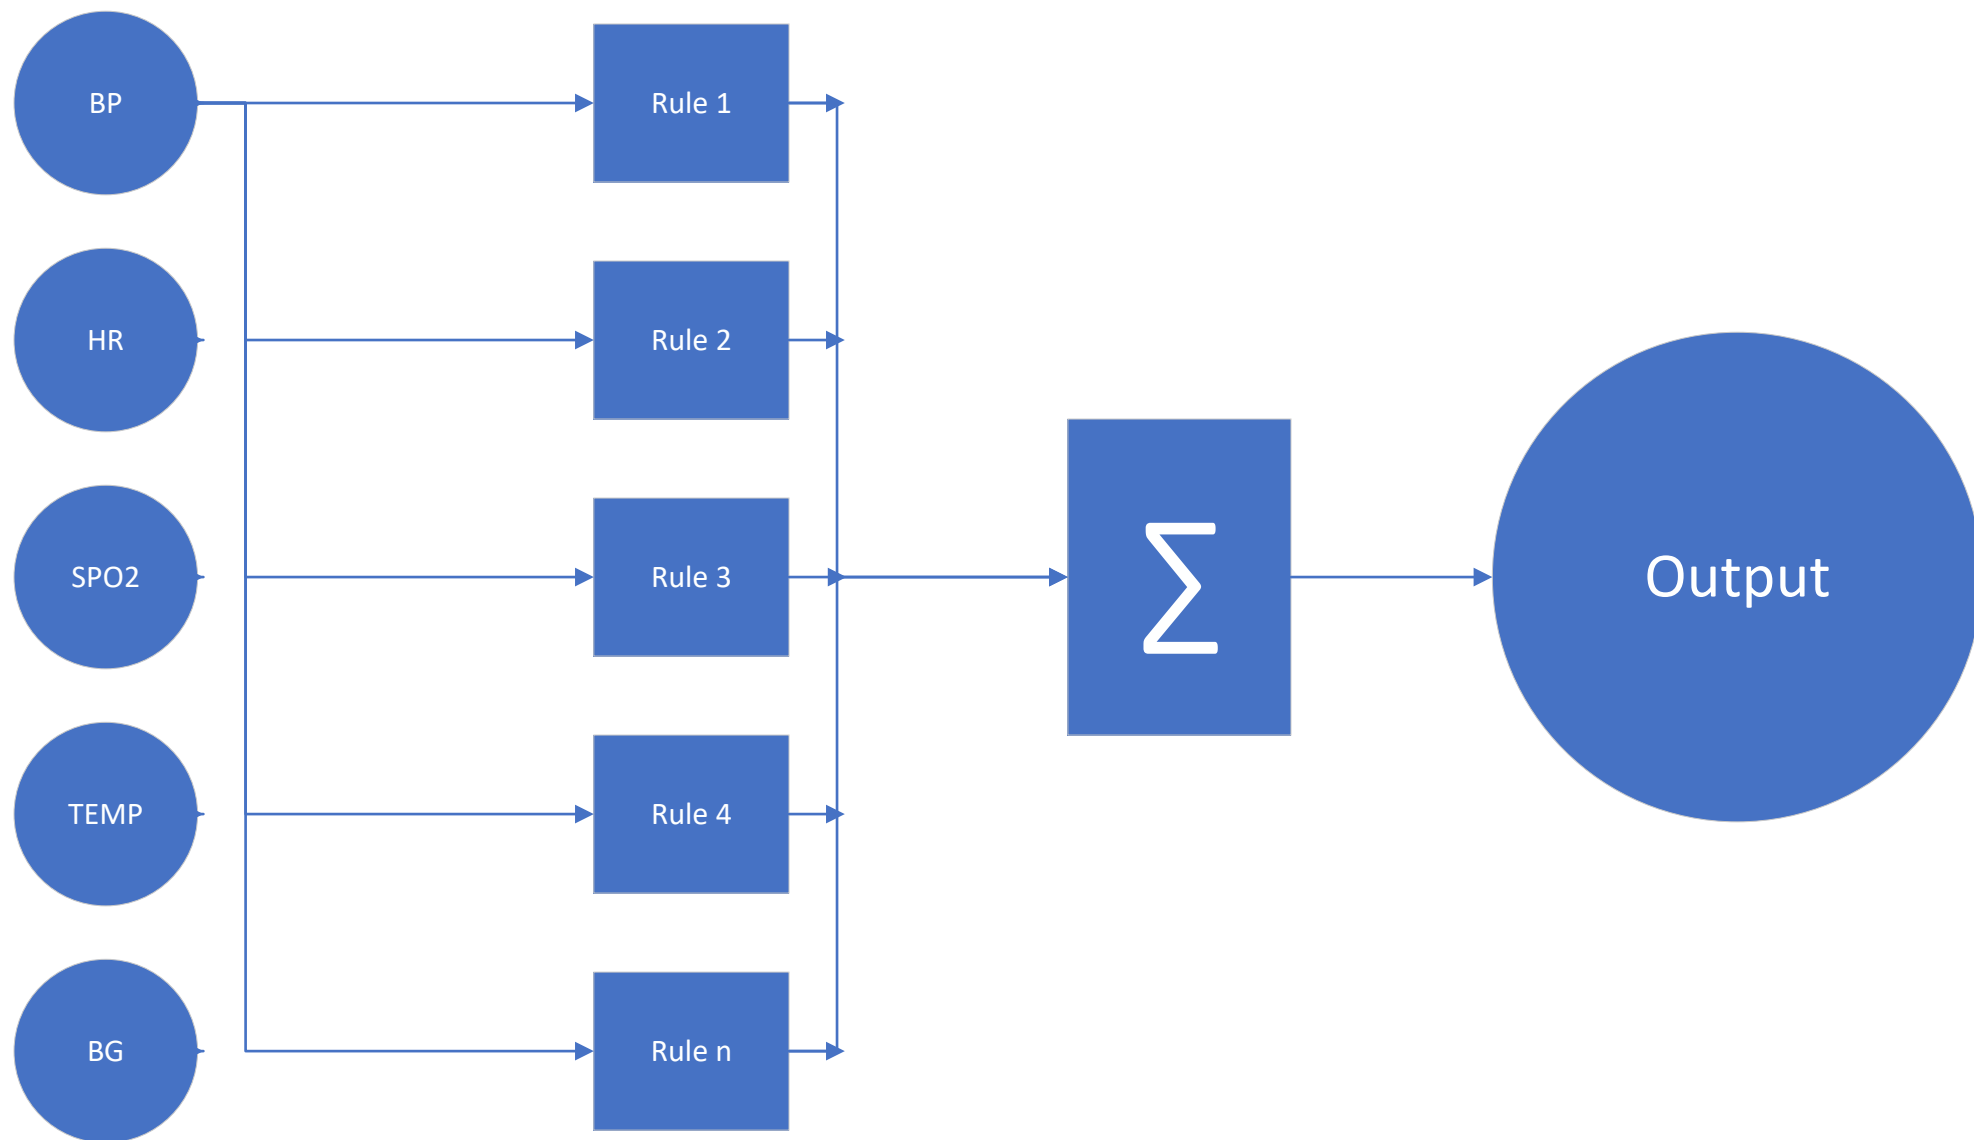 BP
Rule 1
HR
Rule 2
SPO2
Rule 3
∑
Output
TEMP
Rule 4
BG
Rule n